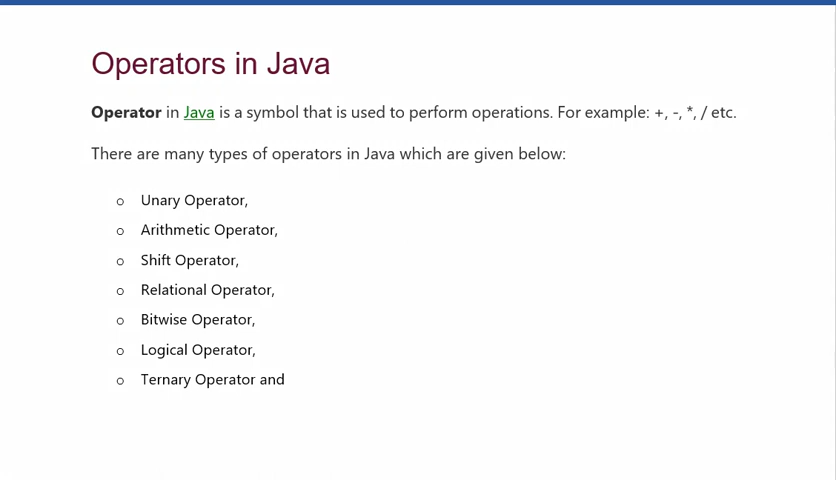 Operators in Java
Operator in Java is a symbol that is used to perform operations. For example: +, -, *, / etc.
There are many types of operators in Java which are given below:
o Unary Operator,
o Arithmetic Operator,
o Shift Operator,
o Relational Operator,
o Bitwise Operator,
o Logical Operator,
o Ternary Operator and